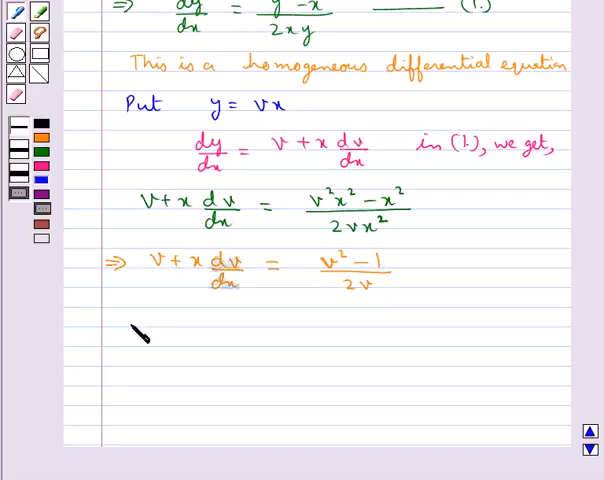 ⇒ dy/dx = y² - x² / 2xy ——— (1.)
This is a homogeneous differential equation
Put y = vx
dy/dx = v + x dv/dx in (1.), we get,
v + x dv/dx = v²x² - x² / 2vx²
⇒ v + x dv/dx = v² - 1 / 2v